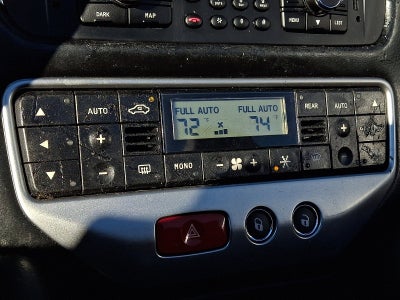 DARK MAP MENU LIST
FULL AUTO FULL AUTO
AUTO 72°F 74°F REAR AUTO
MONO